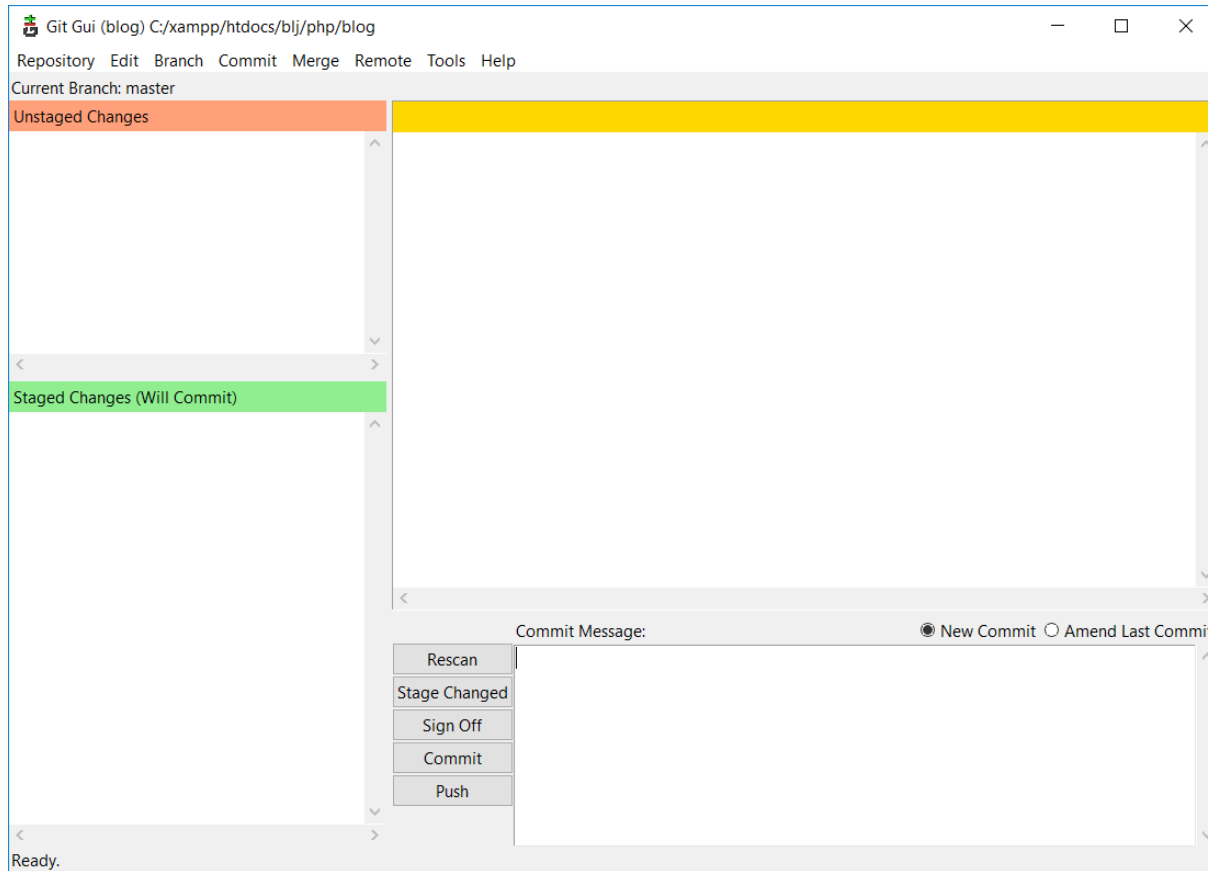 Git Gui (blog) C:/xampp/htdocs/blj/php/blog
Repository Edit Branch Commit Merge Remote Tools Help
Current Branch: master
Unstaged Changes
Staged Changes (Will Commit)
Commit Message:
New Commit Amend Last Commit
Rescan
Stage Changed
Sign Off
Commit
Push
Ready.